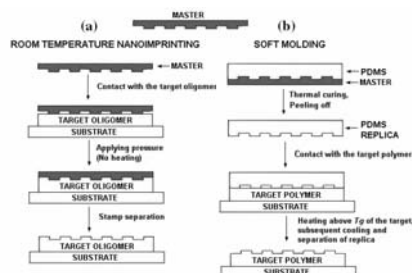 MASTER
(a)
ROOM TEMPERATURE NANOIMPRINTING
MASTER
Contact with the target oligomer
TARGET OLIGOMER
SUBSTRATE
Applying pressure
(No heating)
TARGET OLIGOMER
SUBSTRATE
Stamp separation
TARGET OLIGOMER
SUBSTRATE
(b)
SOFT MOLDING
PDMS
MASTER
Thermal curing,
Peeling off
PDMS
REPLICA
Contact with the target polymer
TARGET POLYMER
SUBSTRATE
Heating above Tg of the target,
subsequent cooling and
separation of replica
TARGET POLYMER
SUBSTRATE